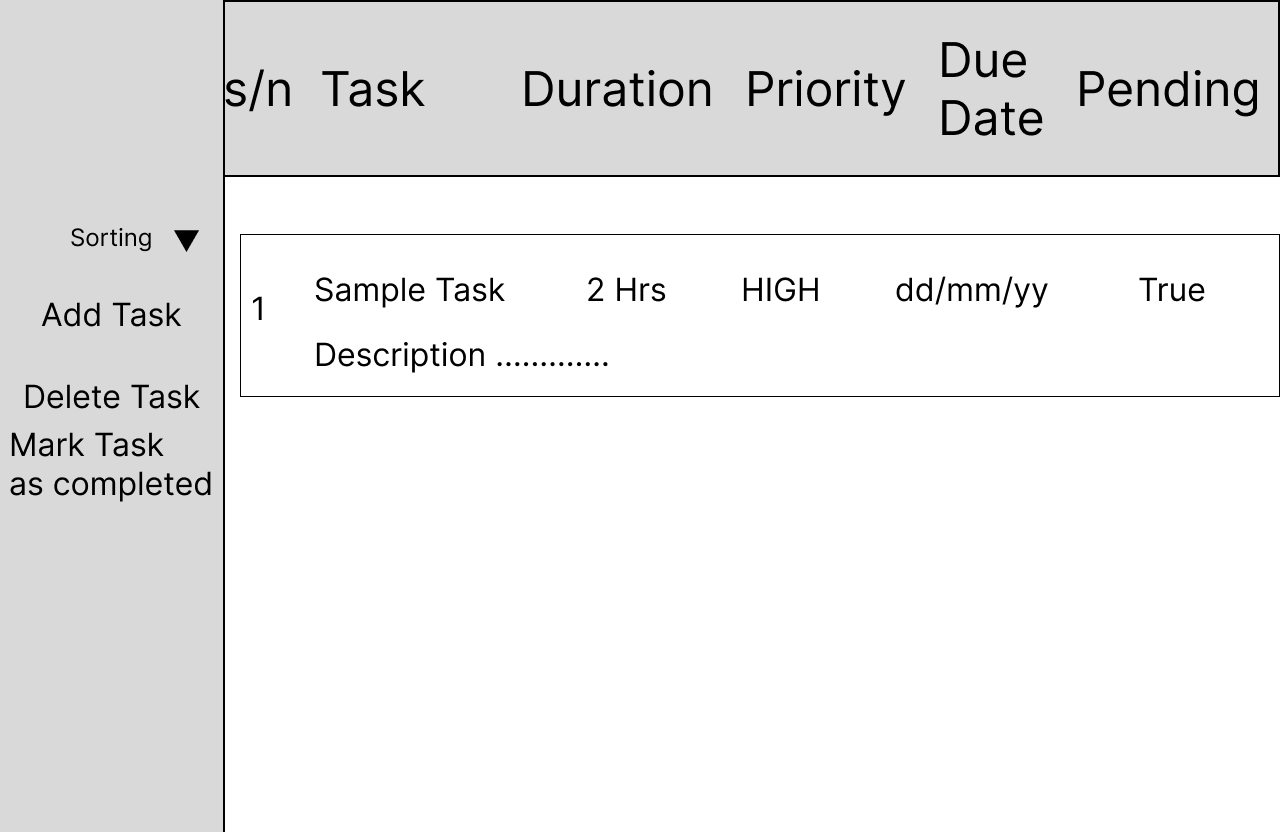 s/n Task Duration Priority Due Date Pending
Sorting ▼
Add Task
Delete Task
Mark Task
as completed
1 Sample Task 2 Hrs HIGH dd/mm/yy True
Description .............